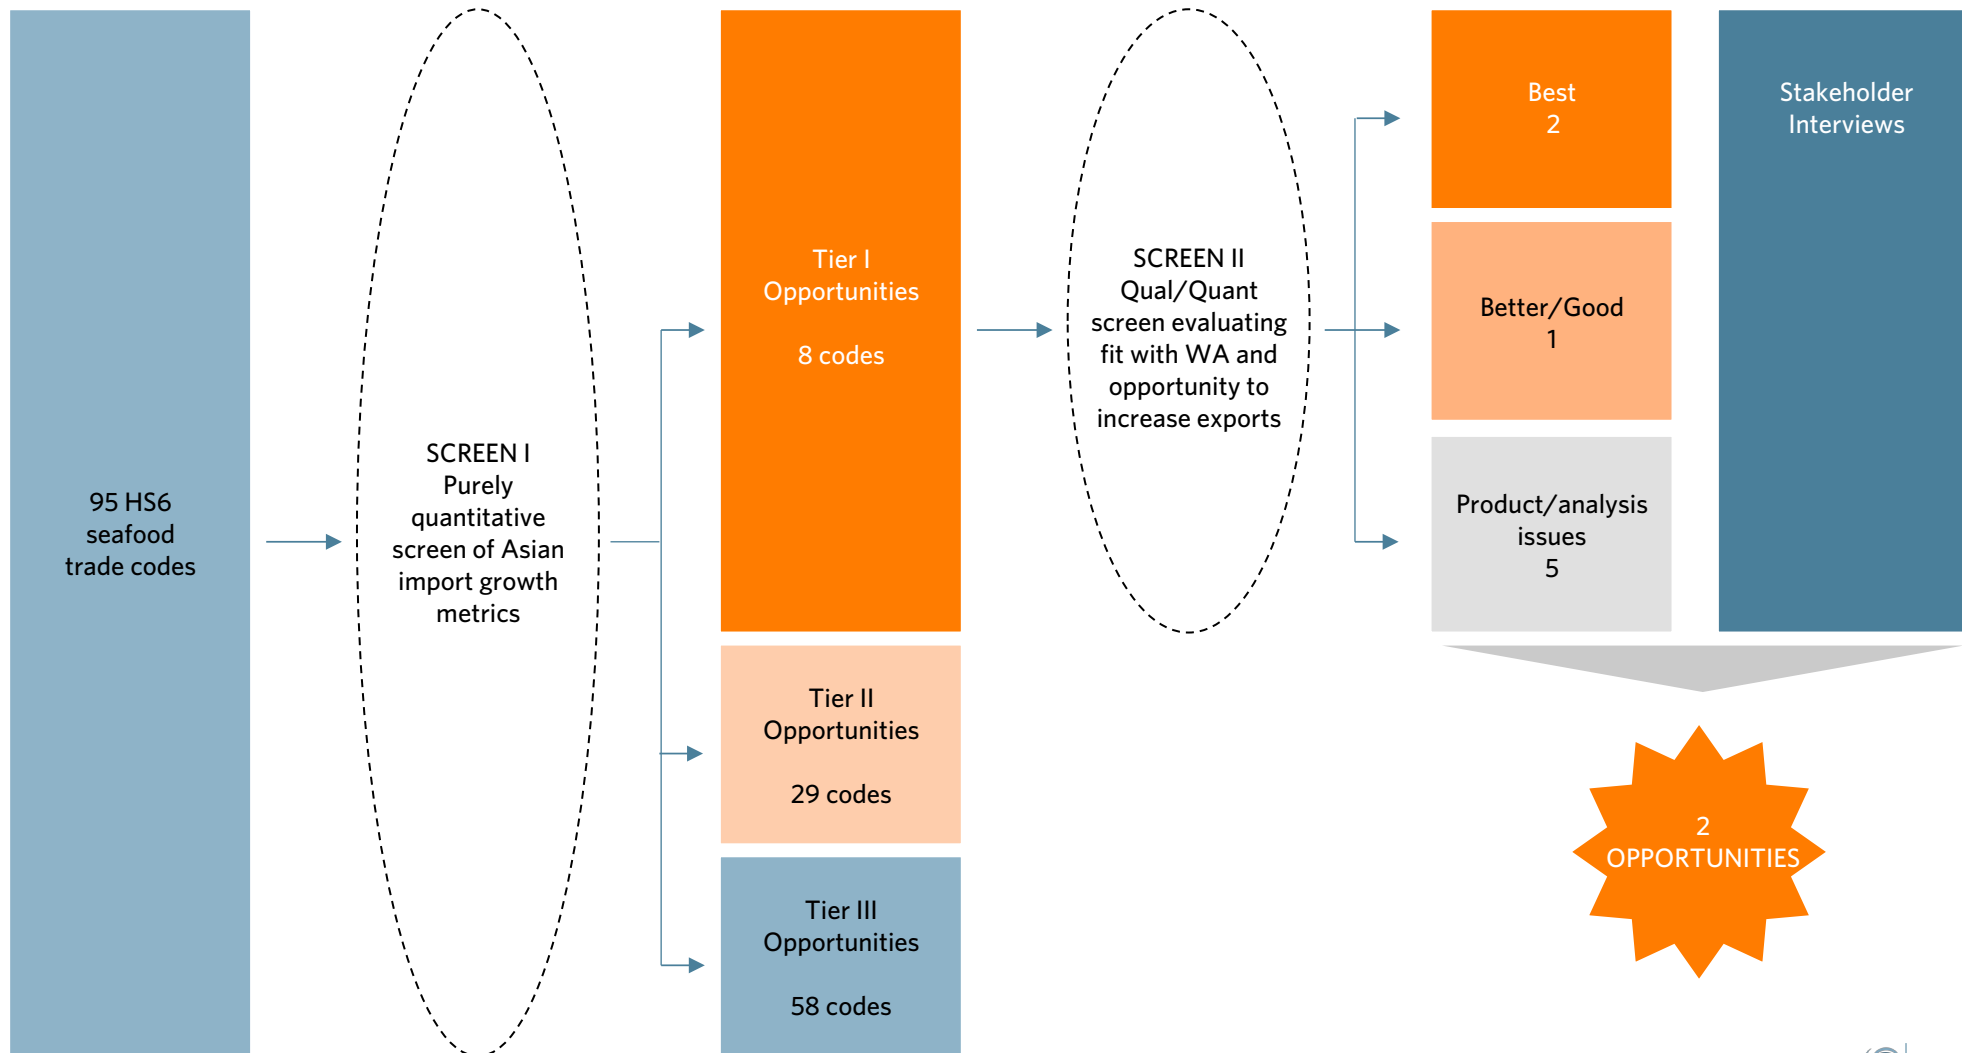 95 HS6
seafood
trade codes
SCREEN I
Purely
quantitative
screen of Asian
import growth
metrics
Tier I
Opportunities
8 codes
Tier II
Opportunities
29 codes
Tier III
Opportunities
58 codes
SCREEN II
Qual/Quant
screen evaluating
fit with WA and
opportunity to
increase exports
Best
2
Better/Good
1
Product/analysis
issues
5
Stakeholder
Interviews
2
OPPORTUNITIES